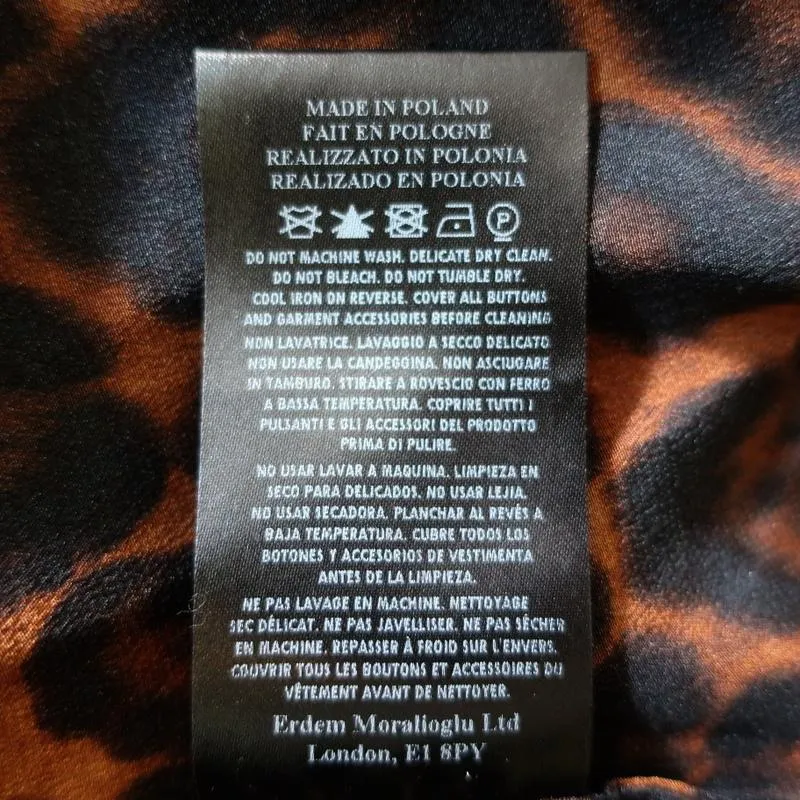 MADE IN POLAND
FAIT EN POLOGNE
REALIZZATO IN POLONIA
REALIZADO EN POLONIA
P
DO NOT MACHINE WASH. DELICATE DRY CLEAN.
DO NOT BLEACH. DO NOT TUMBLE DRY.
COOL IRON ON REVERSE. COVER ALL BUTTONS
AND GARMENT ACCESSORIES BEFORE CLEANING
NON LAVATRICE. LAVAGGIO A SECCO DELICATO
NON USARE LA CANDEGGINA. NON ASCIUGARE
IN TAMBURO. STIRARE A ROVESCIO CON FERRO
A BASSA TEMPERATURA. COPRIRE TUTTI I
PULSANTI E GLI ACCESSORI DEL PRODOTTO
PRIMA DI PULIRE.
NO USAR LAVAR A MAQUINA. LIMPIEZA EN
SECO PARA DELICADOS. NO USAR LEJIA.
NO USAR SECADORA. PLANCHAR AL REVÉS A
BAJA TEMPERATURA. CUBRE TODOS LOS
BOTONES Y ACCESORIOS DE VESTIMENTA
ANTES DE LA LIMPIEZA.
NE PAS LAVAGE EN MACHINE. NETTOYAGE
SEC DÉLICAT. NE PAS JAVELLISER. NE PAS SÉCHER
EN MACHINE. REPASSER À FROID SUR L'ENVERS.
COUVRIR TOUS LES BOUTONS ET ACCESSOIRES DU
VÊTEMENT AVANT DE NETTOYER.
Erdem Moralioglu Ltd
London, E1 8PY